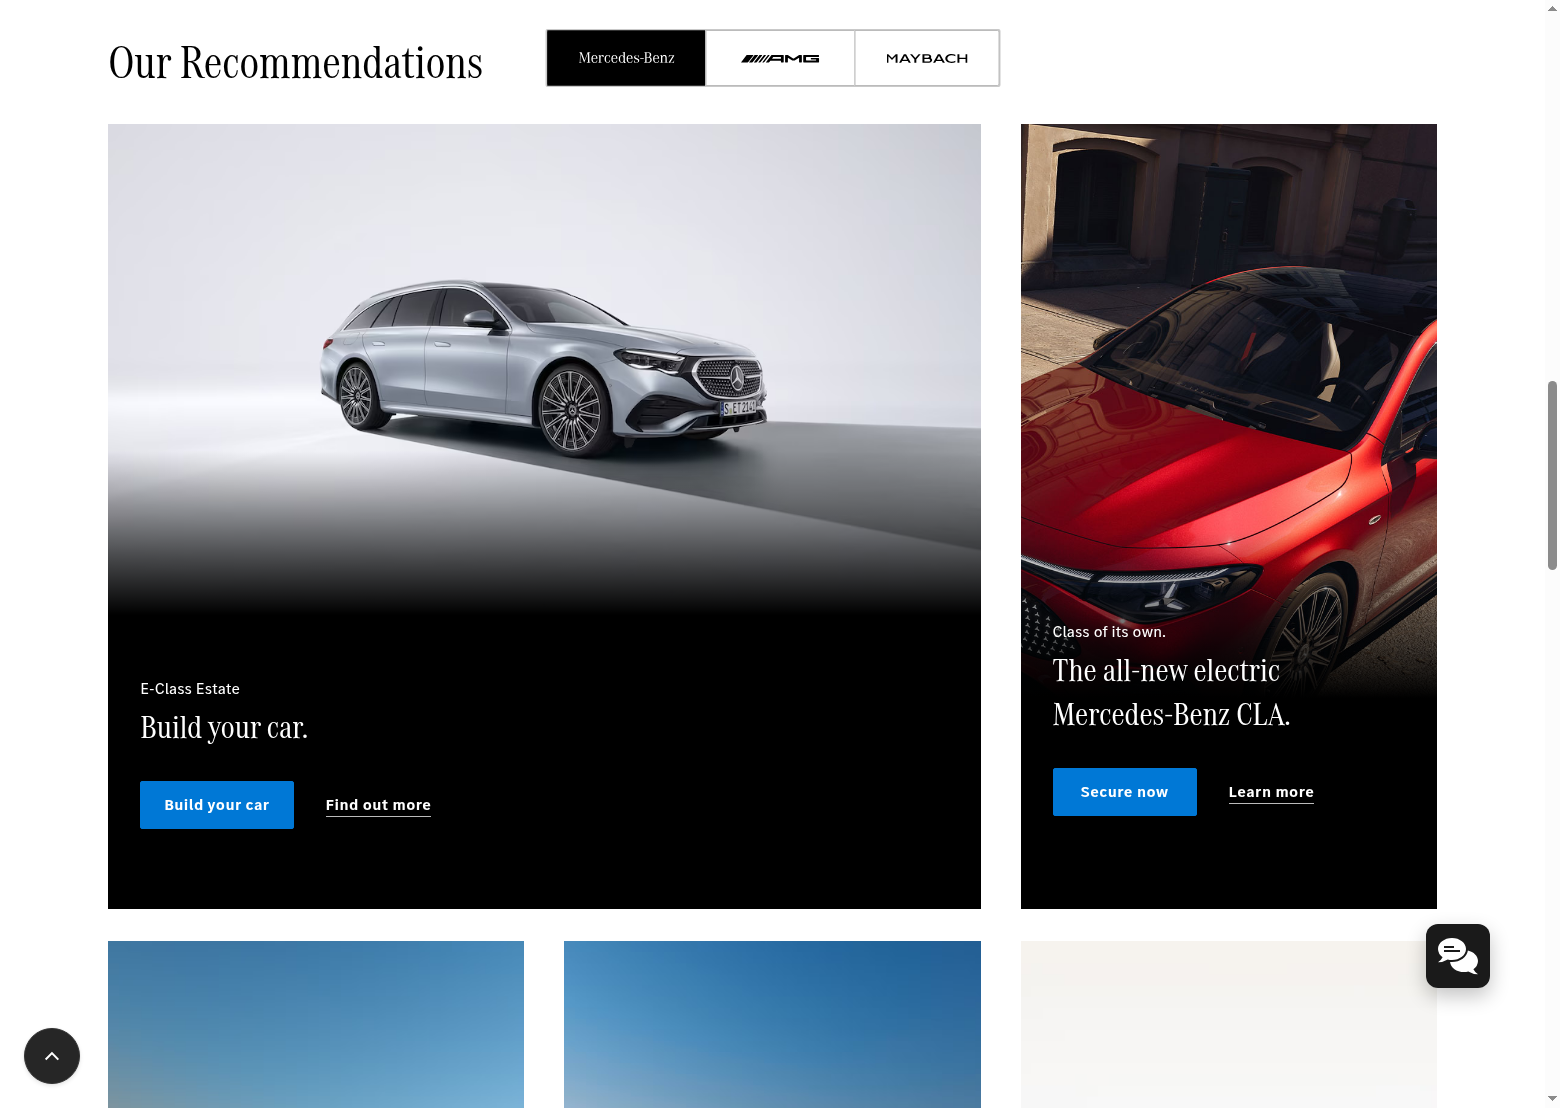 Our Recommendations
Mercedes-Benz
AMG
MAYBACH
S ET 2141
E-Class Estate
Build your car.
Build your car
Find out more
Class of its own.
The all-new electric
Mercedes-Benz CLA.
Secure now
Learn more